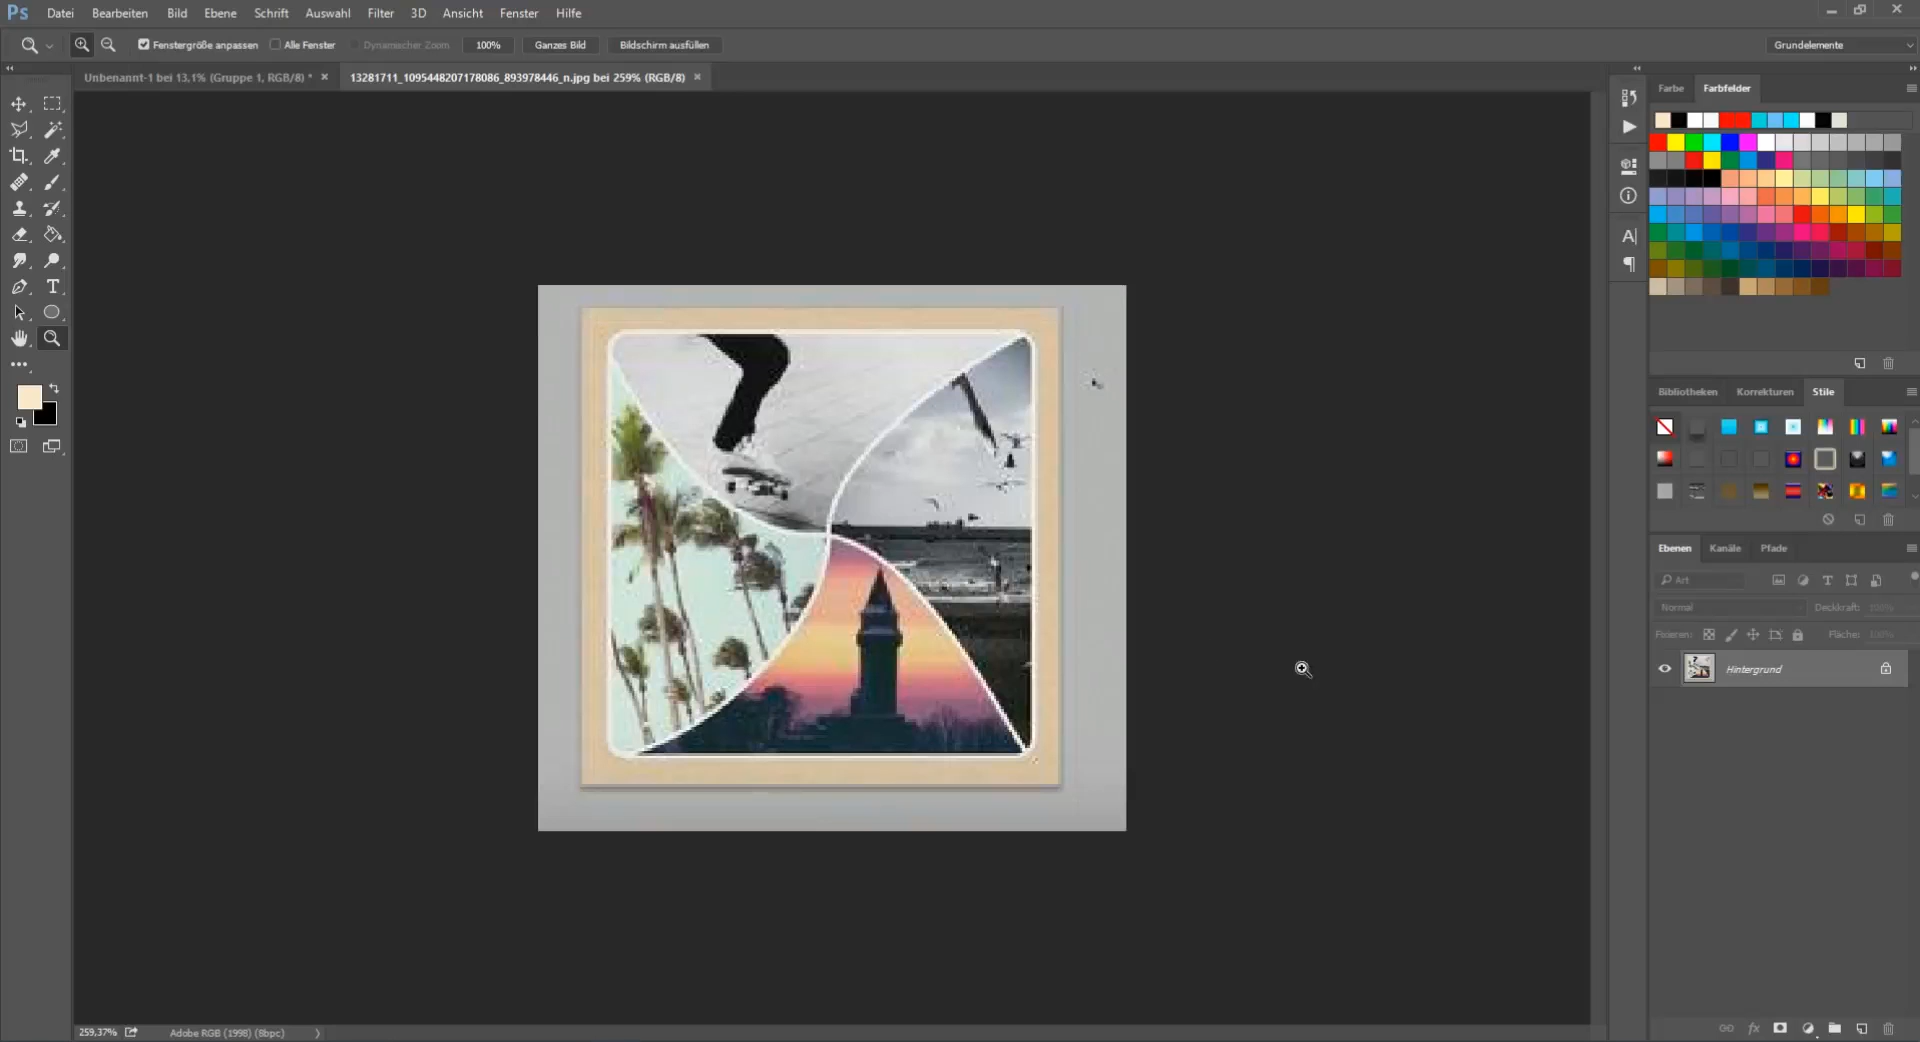 Ps Datei Bearbeiten Bild Ebene Schrift Auswahl Filter 3D Ansicht Fenster Hilfe
Fenstergröße anpassen Alle Fenster Dynamischer Zoom 100% Ganzes Bild Bildschirm ausfüllen Grundelemente
Unbenannt-1 bei 13,1% (Gruppe 1, RGB/8) * × 13281711_1095448207178086_893978446_n.jpg bei 259% (RGB/8) ×
Farbe Farbfelder
Bibliotheken Korrekturen Stile
Ebenen Kanäle Pfade
Art
Normal Deckkraft: 100%
Fixieren: Fläche: 100%
Hintergrund
259,37% Adobe RGB (1998) (8bpc)